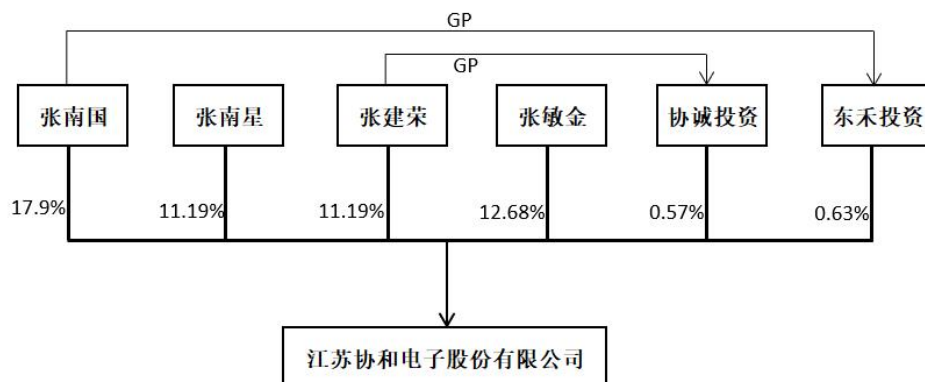 GP
GP
张南国
张南星
张建荣
张敏金
协诚投资
东禾投资
17.9%
11.19%
11.19%
12.68%
0.57%
0.63%
江苏协和电子股份有限公司